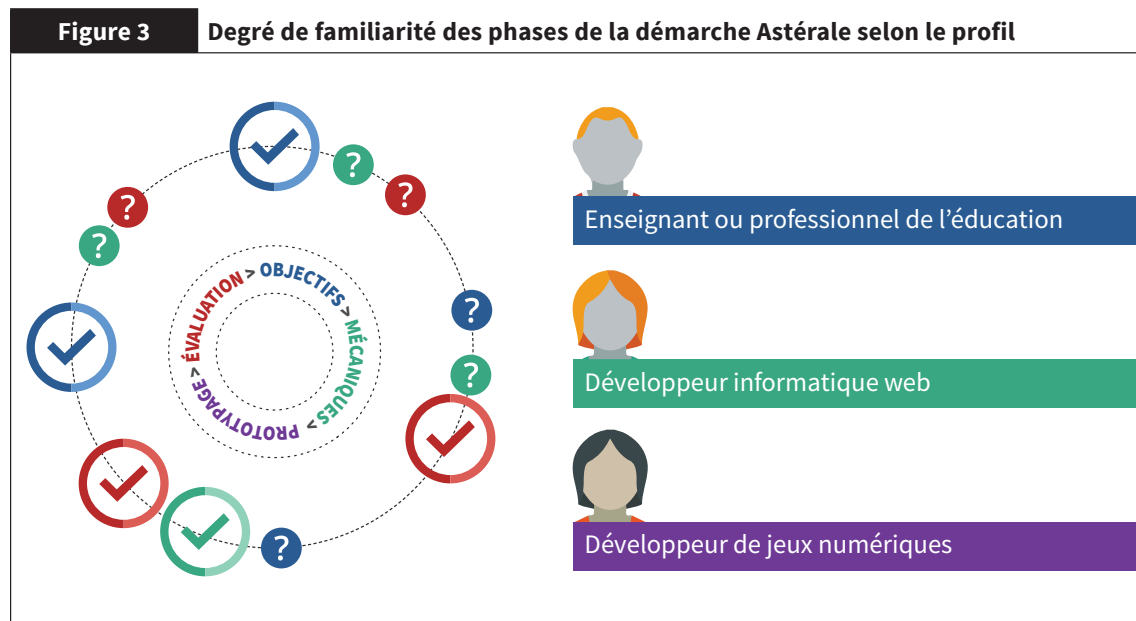 Figure 3
Degré de familiarité des phases de la démarche Astérale selon le profil
?
?
?
?
?
?
?
ÉVALUATION > OBJECTIFS > MÉCANIQUES > PROTOTYPAGE >
Enseignant ou professionnel de l'éducation
Développeur informatique web
Développeur de jeux numériques